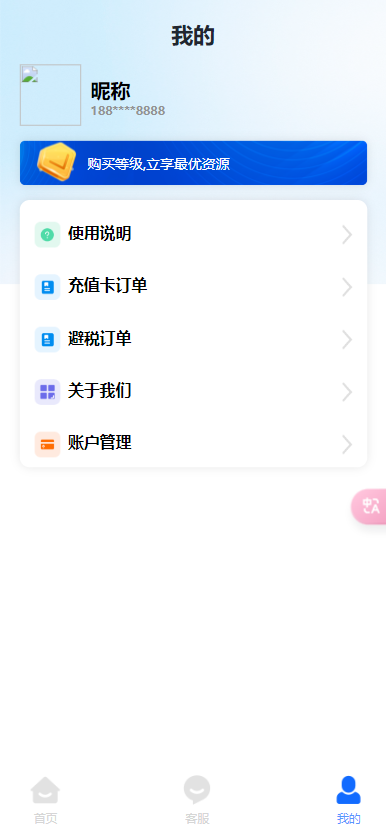 我的
昵称
188****8888
购买等级,立享最优资源
使用说明
充值卡订单
避税订单
关于我们
账户管理
中A
首页
客服
我的